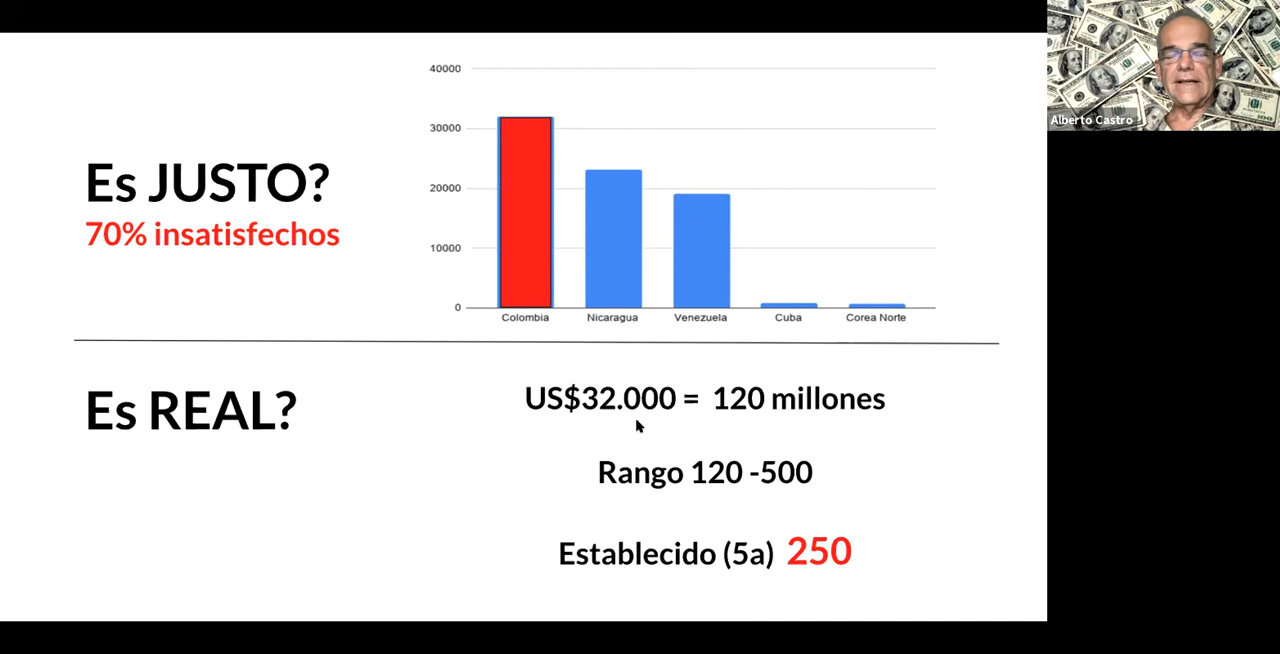 Alberto Castro
Es JUSTO?
70% insatisfechos
40000
30000
20000
10000
0
Colombia
Nicaragua
Venezuela
Cuba
Corea Norte
Es REAL?
US$32.000 = 120 millones
Rango 120 -500
Establecido (5a) 250